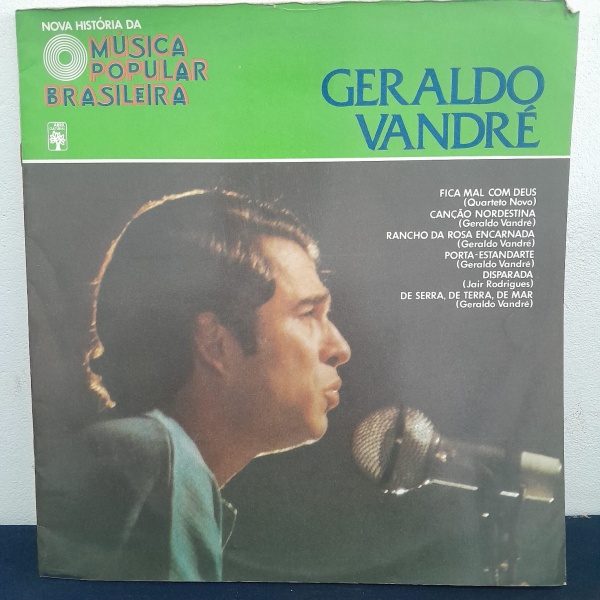 NOVA HISTÓRIA DA
MÚSICA
POPULAR
BRASILEIRA
GERALDO
VANDRÉ
FICA MAL COM DEUS
(Quarteto Novo)
CANÇÃO NORDESTINA
(Geraldo Vandré)
RANCHO DA ROSA ENCARNADA
(Geraldo Vandré)
PORTA-ESTANDARTE
(Geraldo Vandré)
DISPARADA
(Jair Rodrigues)
DE SERRA, DE TERRA, DE MAR
(Geraldo Vandré)